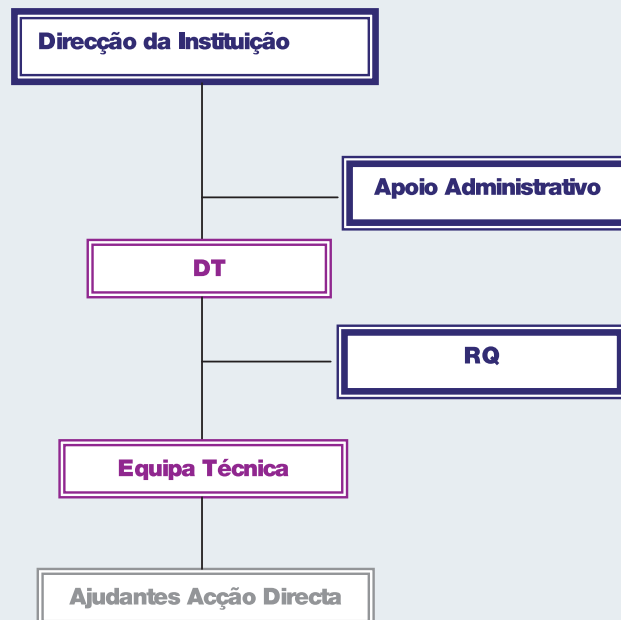 Direcção da Instituição
Apoio Administrativo
DT
RQ
Equipa Técnica
Ajudantes Acção Directa